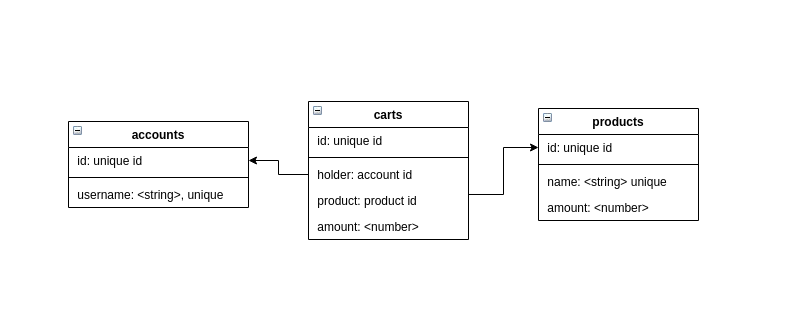 accounts
id: unique id
username: <string>, unique
carts
id: unique id
holder: account id
product: product id
amount: <number>
products
id: unique id
name: <string> unique
amount: <number>